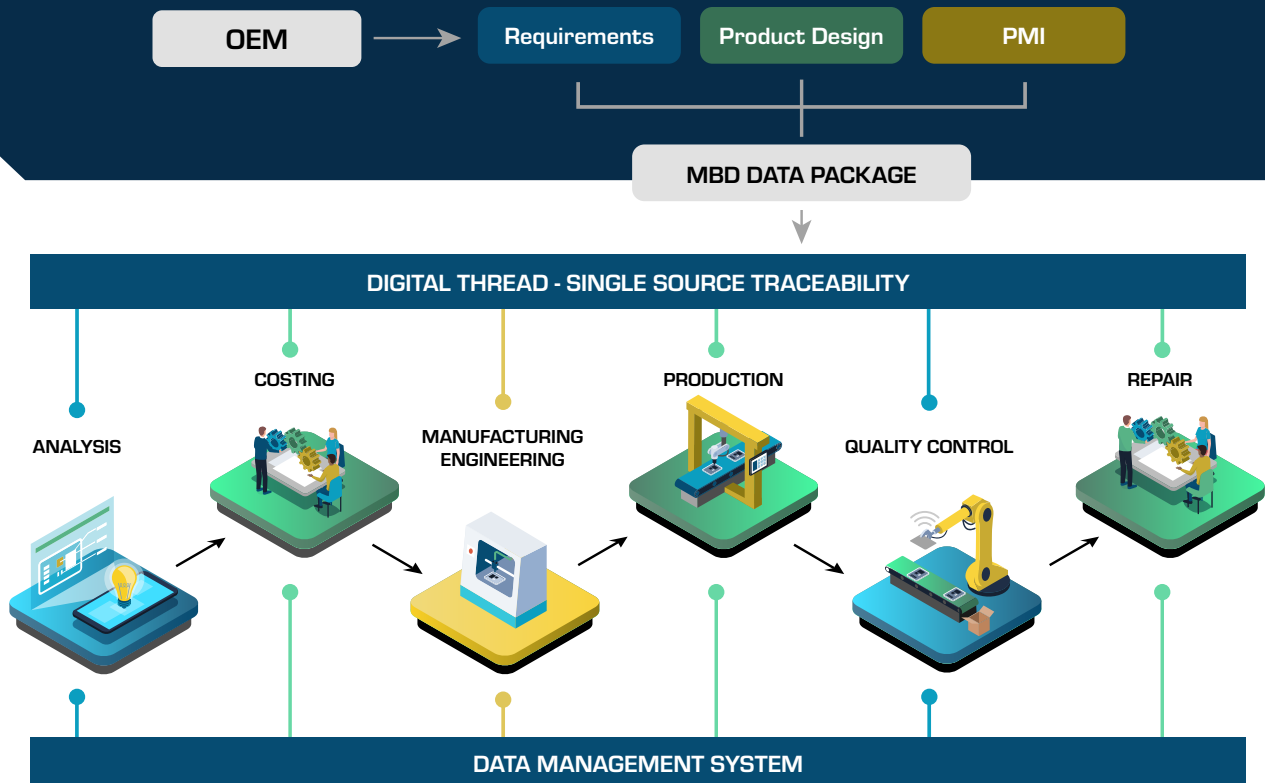 OEM
Requirements
Product Design
PMI
MBD DATA PACKAGE
DIGITAL THREAD - SINGLE SOURCE TRACEABILITY
COSTING
PRODUCTION
REPAIR
ANALYSIS
MANUFACTURING
ENGINEERING
QUALITY CONTROL
DATA MANAGEMENT SYSTEM